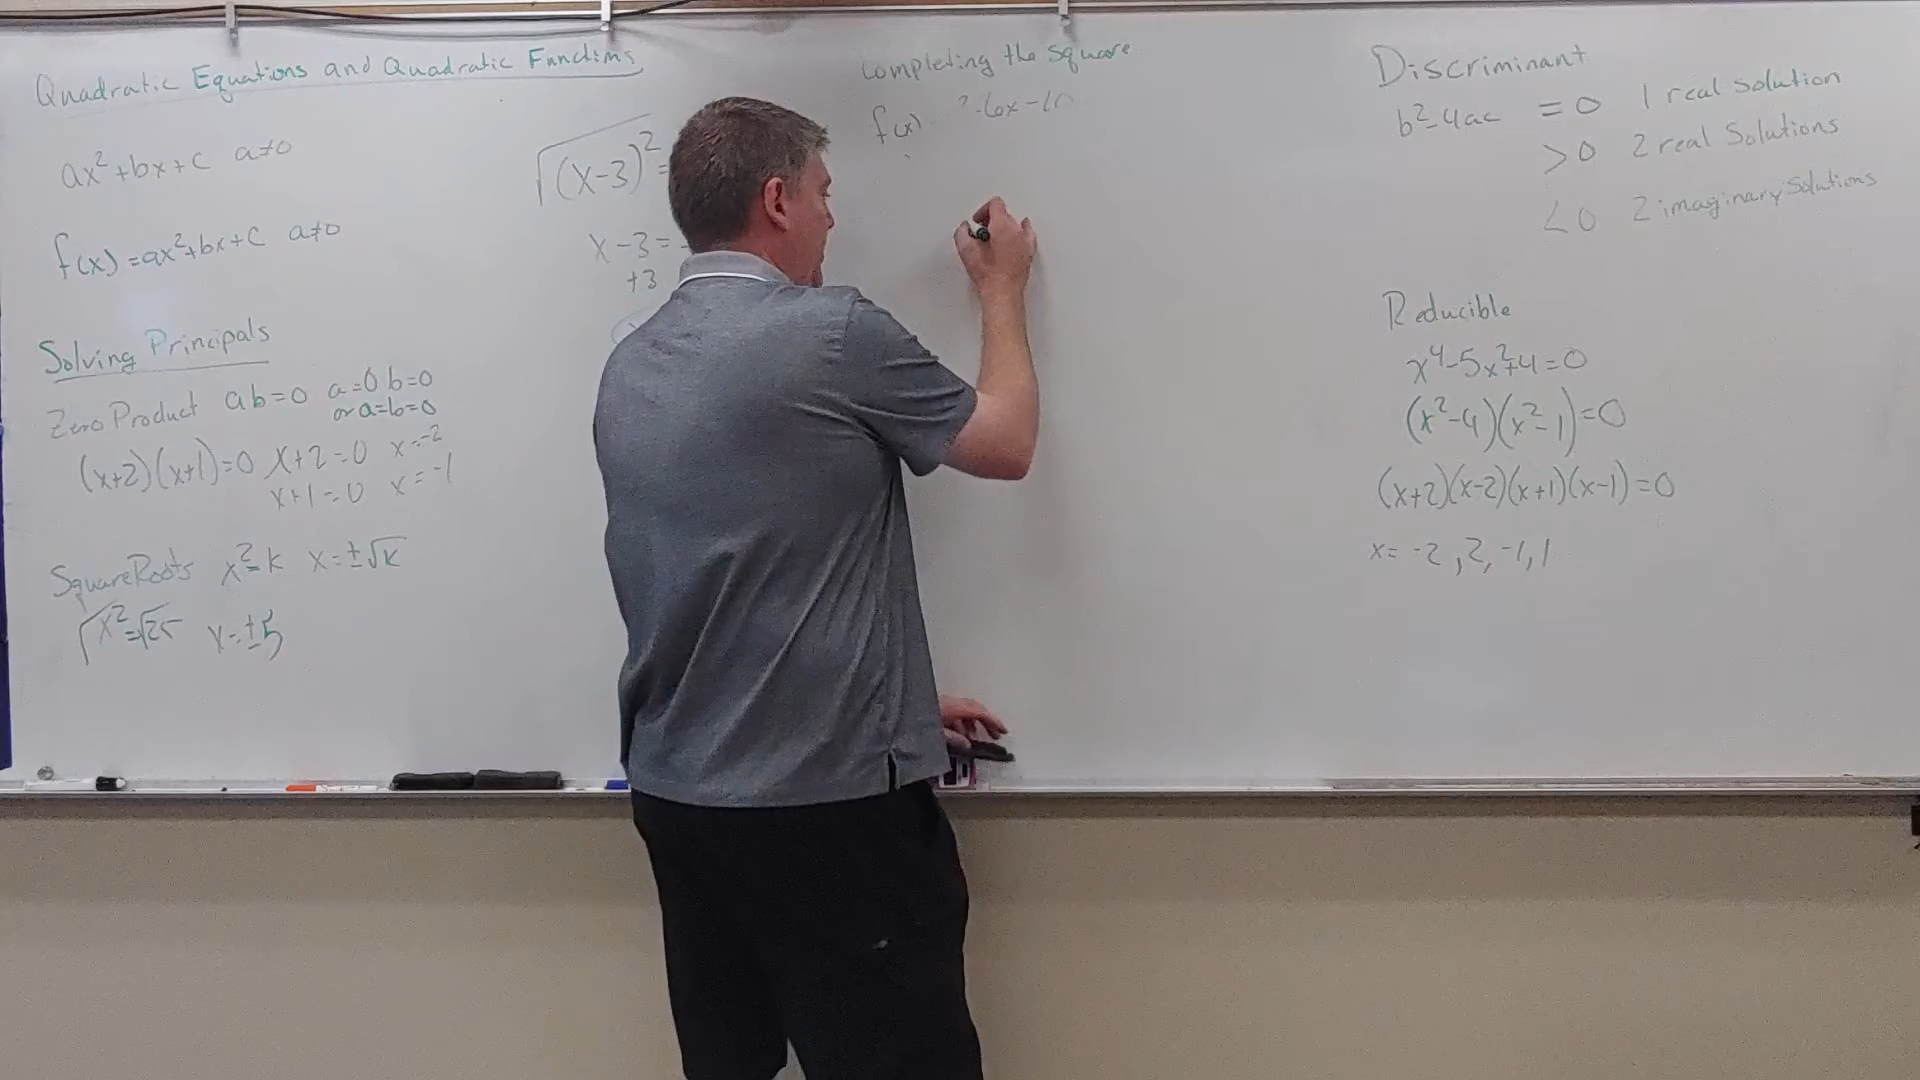 Quadratic Equations and Quadratic Functions
ax²+bx+c a≠0
f(x)=ax²+bx+c a≠0
Solving Principals
Zero Product ab=0 a=0 b=0
or a=b=0
(x+2)(x+1)=0 x+2=0 x=-2
x+1=0 x=-1
Square Roots x²=k x=±√k
√x²=√25 x=±5
√(x-3)²=
x-3=
+3
Completing the Square
f(x) ²-6x-10
Discriminant
b²-4ac =0 1 real solution
>0 2 real solutions
<0 2 imaginary solutions
Reducible
x⁴-5x²+4=0
(x²-4)(x²-1)=0
(x+2)(x-2)(x+1)(x-1)=0
x=-2,2,-1,1